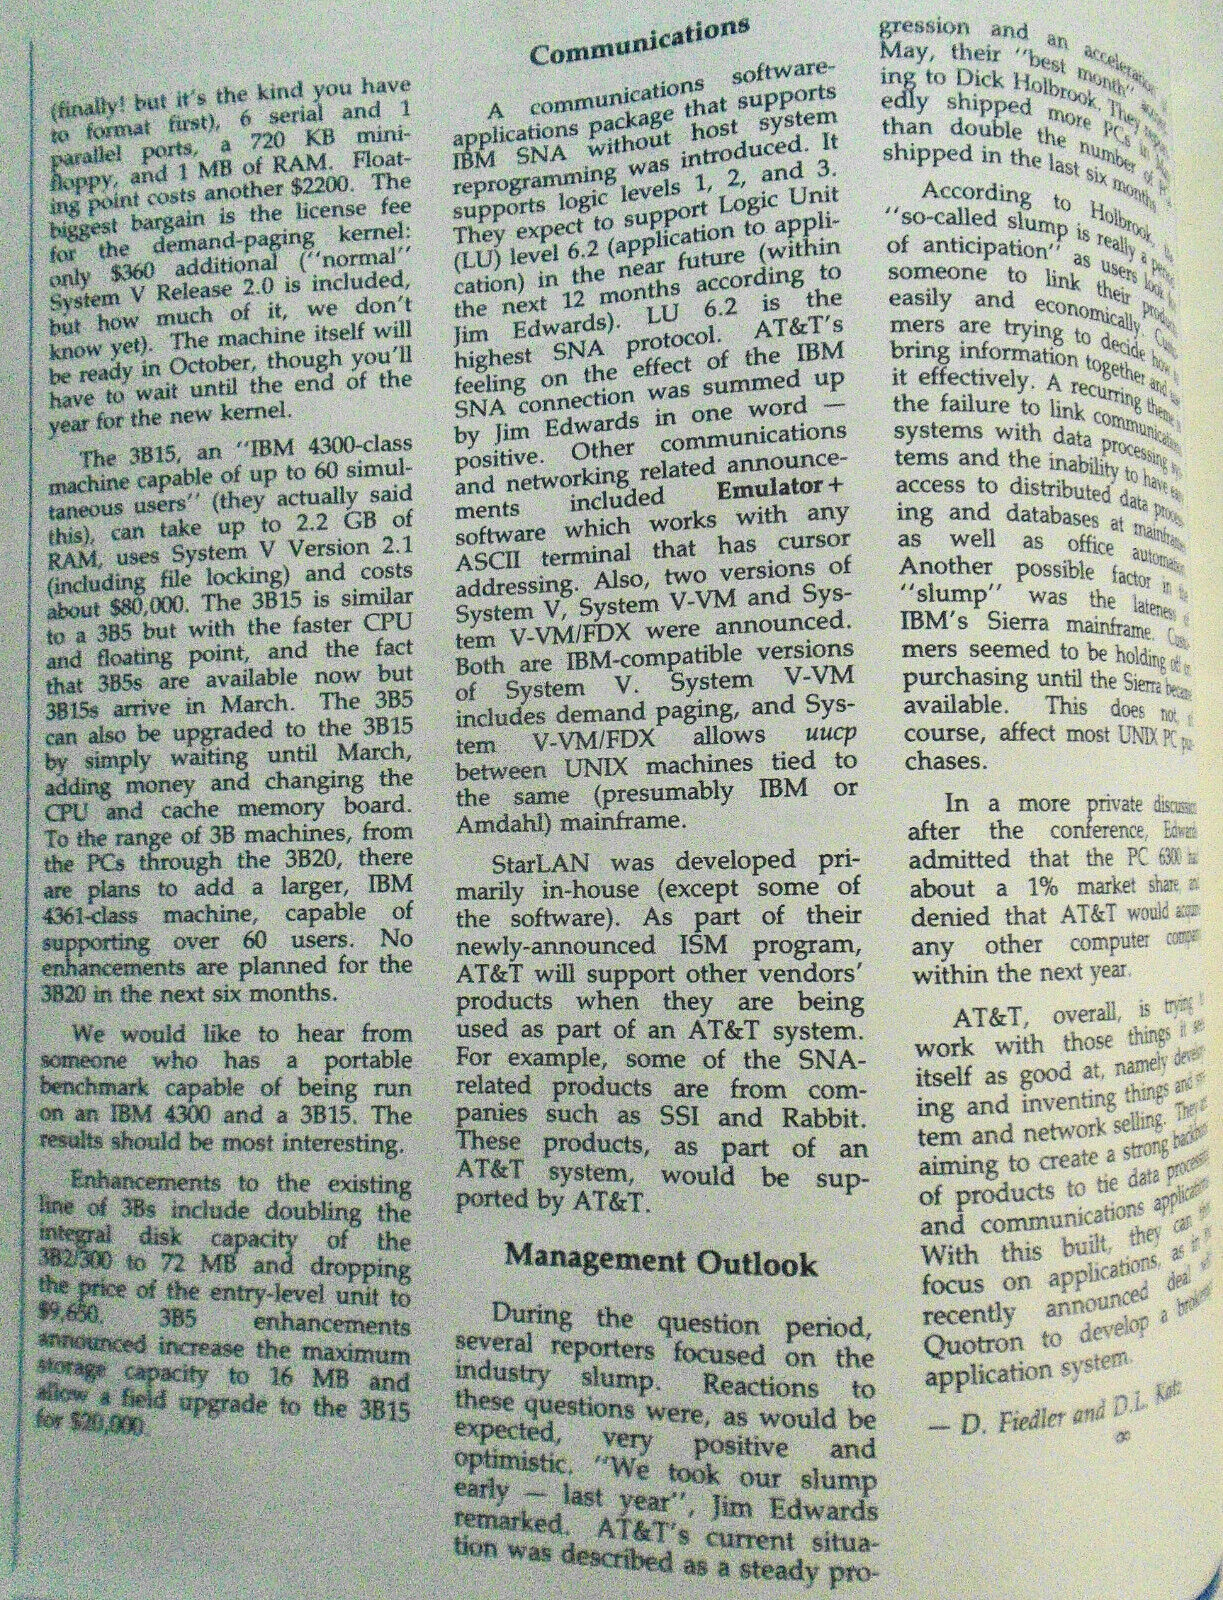 (finally! but it's the kind you have
to format first), 6 serial and 1
parallel ports, a 720 KB mini-
floppy, and 1 MB of RAM. Float-
ing point costs another $2200. The
biggest bargain is the license fee
for the demand-paging kernel:
only $360 additional (''normal''
System V Release 2.0 is included,
but how much of it, we don't
know yet). The machine itself will
be ready in October, though you'll
have to wait until the end of the
year for the new kernel.
The 3B15, an ''IBM 4300-class
machine capable of up to 60 simul-
taneous users'' (they actually said
this), can take up to 2.2 GB of
RAM, uses System V Version 2.1
(including file locking) and costs
about $80,000. The 3B15 is similar
to a 3B5 but with the faster CPU
and floating point, and the fact
that 3B5s are available now but
3B15s arrive in March. The 3B5
can also be upgraded to the 3B15
by simply waiting until March,
adding money and changing the
CPU and cache memory board.
To the range of 3B machines, from
the PCs through the 3B20, there
are plans to add a larger, IBM
4361-class machine, capable of
supporting over 60 users. No
enhancements are planned for the
3B20 in the next six months.
We would like to hear from
someone who has a portable
benchmark capable of being run
on an IBM 4300 and a 3B15. The
results should be most interesting.
Enhancements to the existing
line of 3Bs include doubling the
integral disk capacity of the
3B2/300 to 72 MB and dropping
the price of the entry-level unit to
$9,650. 3B5 enhancements
announced increase the maximum
storage capacity to 16 MB and
allow a field upgrade to the 3B15
for $20,000.
Communications
A communications software-
applications package that supports
IBM SNA without host system
reprogramming was introduced. It
supports logic levels 1, 2, and 3.
They expect to support Logic Unit
(LU) level 6.2 (application to appli-
cation) in the near future (within
the next 12 months according to
Jim Edwards). LU 6.2 is the
highest SNA protocol. AT&T's
feeling on the effect of the IBM
SNA connection was summed up
by Jim Edwards in one word —
positive. Other communications
and networking related announce-
ments included Emulator+
software which works with any
ASCII terminal that has cursor
addressing. Also, two versions of
System V, System V-VM and Sys-
tem V-VM/FDX were announced.
Both are IBM-compatible versions
of System V. System V-VM
includes demand paging, and Sys-
tem V-VM/FDX allows uucp
between UNIX machines tied to
the same (presumably IBM or
Amdahl) mainframe.
StarLAN was developed pri-
marily in-house (except some of
the software). As part of their
newly-announced ISM program,
AT&T will support other vendors'
products when they are being
used as part of an AT&T system.
For example, some of the SNA-
related products are from com-
panies such as SSI and Rabbit.
These products, as part of an
AT&T system, would be sup-
ported by AT&T.
Management Outlook
During the question period,
several reporters focused on the
industry slump. Reactions to
these questions were, as would be
expected, very positive and
optimistic. ''We took our slump
early — last year'', Jim Edwards
remarked. AT&T's current situa-
tion was described as a steady pro-
gression and an acceleration
May, their ''best month''
ing to Dick Holbrook. They
edly shipped more PCs in
than double the number of
shipped in the last six months.
According to Holbrook,
''so-called slump is really a period
of anticipation'' as users look for
someone to link their products
easily and economically.
mers are trying to decide how to
bring information together and
it effectively. A recurring theme
the failure to link communications
systems with data processing
tems and the inability to have
access to distributed data
ing and databases at mainframe
as well as office automation.
Another possible factor in the
''slump'' was the lateness of
IBM's Sierra mainframe.
mers seemed to be holding off on
purchasing until the Sierra became
available. This does not, of
course, affect most UNIX PC pur-
chases.
In a more private discussion
after the conference, Edwards
admitted that the PC 6300 had
about a 1% market share, and
denied that AT&T would acquire
any other computer company
within the next year.
AT&T, overall, is trying to
work with those things it
itself as good at, namely
ing and inventing things and
tem and network selling.
aiming to create a strong
of products to tie data processing
and communications applications.
With this built, they can
focus on applications, as in
recently announced deal with
Quotron to develop a
application system.
— D. Fiedler and D.L. Katz